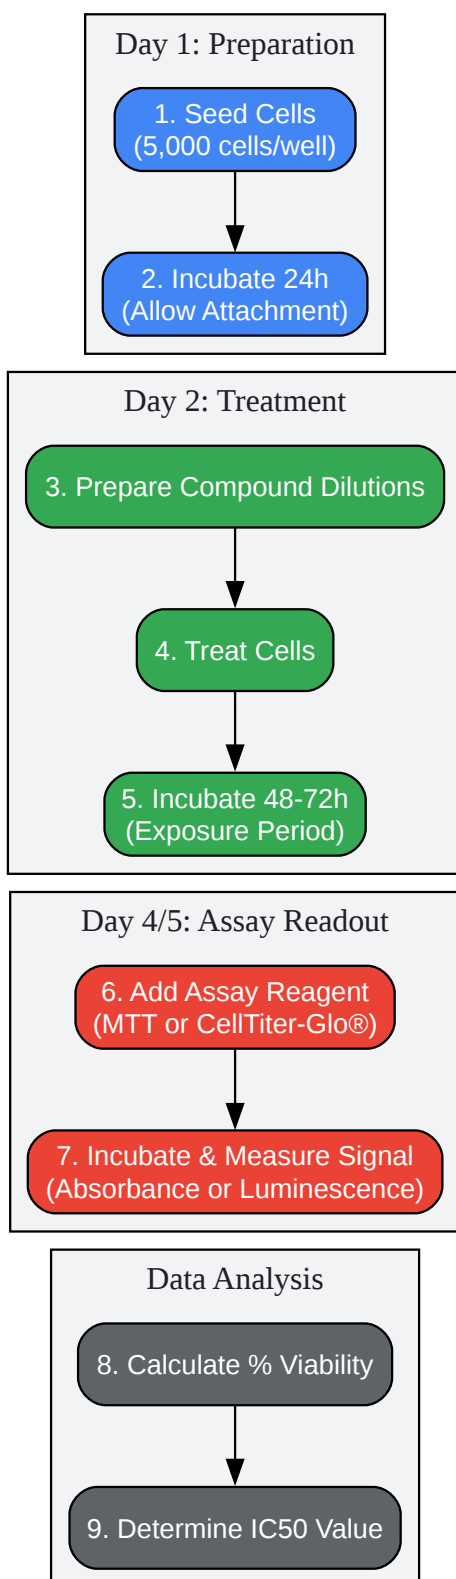 Day 1: Preparation
1. Seed Cells
(5,000 cells/well)
2. Incubate 24h
(Allow Attachment)
Day 2: Treatment
3. Prepare Compound Dilutions
4. Treat Cells
5. Incubate 48-72h
(Exposure Period)
Day 4/5: Assay Readout
6. Add Assay Reagent
(MTT or CellTiter-Glo®)
7. Incubate & Measure Signal
(Absorbance or Luminescence)
Data Analysis
8. Calculate % Viability
9. Determine IC50 Value